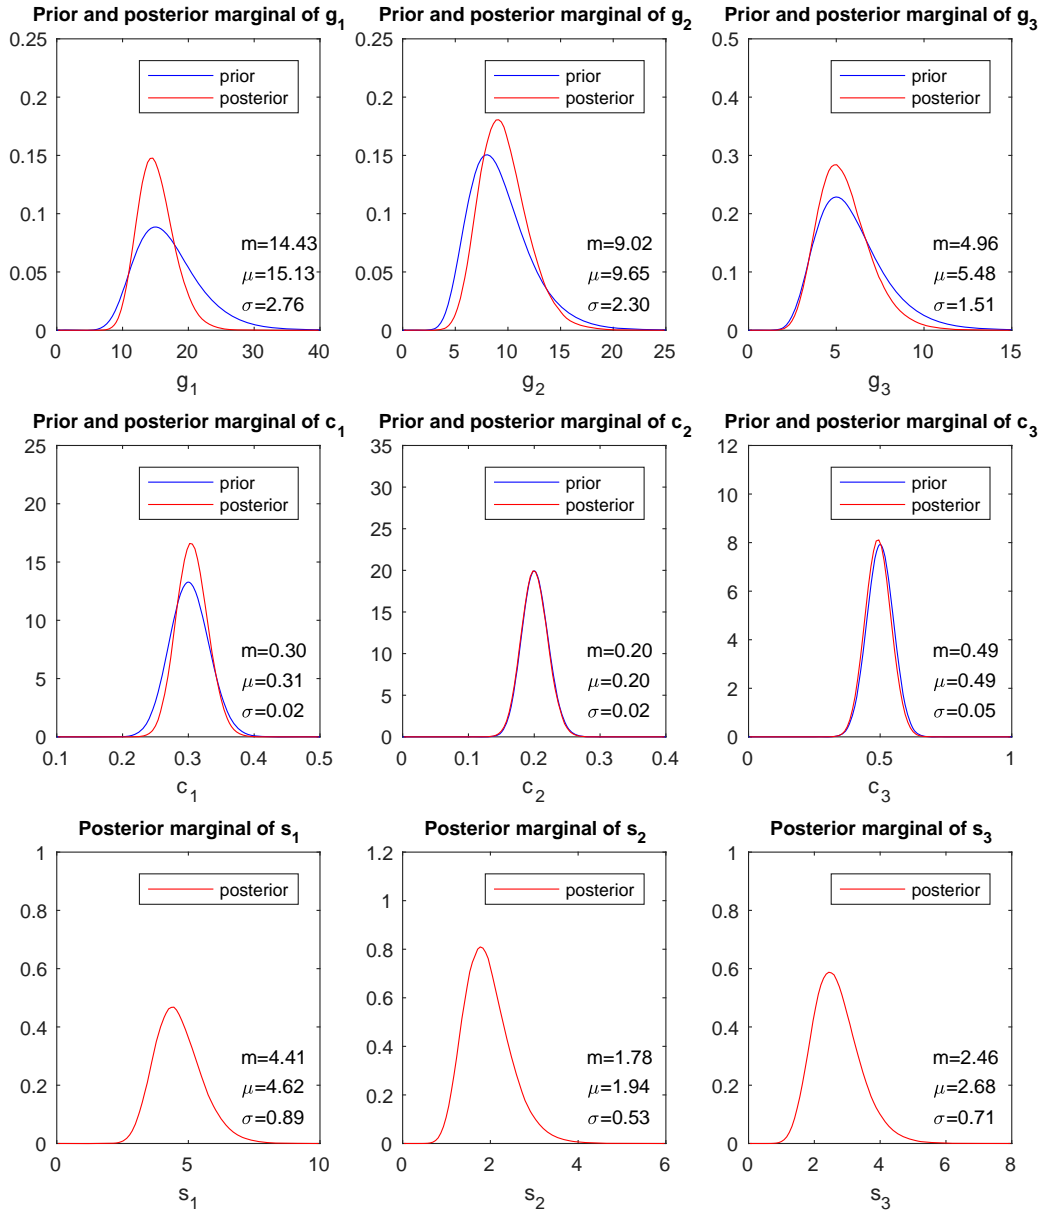 Prior and posterior marginal of g1
0.25
0.2
0.15
0.1
0.05
0
prior
posterior
m=14.43
μ=15.13
σ=2.76
0 10 20 30 40
g1
Prior and posterior marginal of g2
0.25
0.2
0.15
0.1
0.05
0
prior
posterior
m=9.02
μ=9.65
σ=2.30
0 5 10 15 20 25
g2
Prior and posterior marginal of g3
0.5
0.4
0.3
0.2
0.1
0
prior
posterior
m=4.96
μ=5.48
σ=1.51
0 5 10 15
g3
Prior and posterior marginal of c1
25
20
15
10
5
0
prior
posterior
m=0.30
μ=0.31
σ=0.02
0.1 0.2 0.3 0.4 0.5
c1
Prior and posterior marginal of c2
35
30
25
20
15
10
5
0
prior
posterior
m=0.20
μ=0.20
σ=0.02
0 0.1 0.2 0.3 0.4
c2
Prior and posterior marginal of c3
12
10
8
6
4
2
0
prior
posterior
m=0.49
μ=0.49
σ=0.05
0 0.5 1
c3
Posterior marginal of s1
1
0.8
0.6
0.4
0.2
0
posterior
m=4.41
μ=4.62
σ=0.89
0 5 10
s1
Posterior marginal of s2
1.2
1
0.8
0.6
0.4
0.2
0
posterior
m=1.78
μ=1.94
σ=0.53
0 2 4 6
s2
Posterior marginal of s3
1
0.8
0.6
0.4
0.2
0
posterior
m=2.46
μ=2.68
σ=0.71
0 2 4 6 8
s3